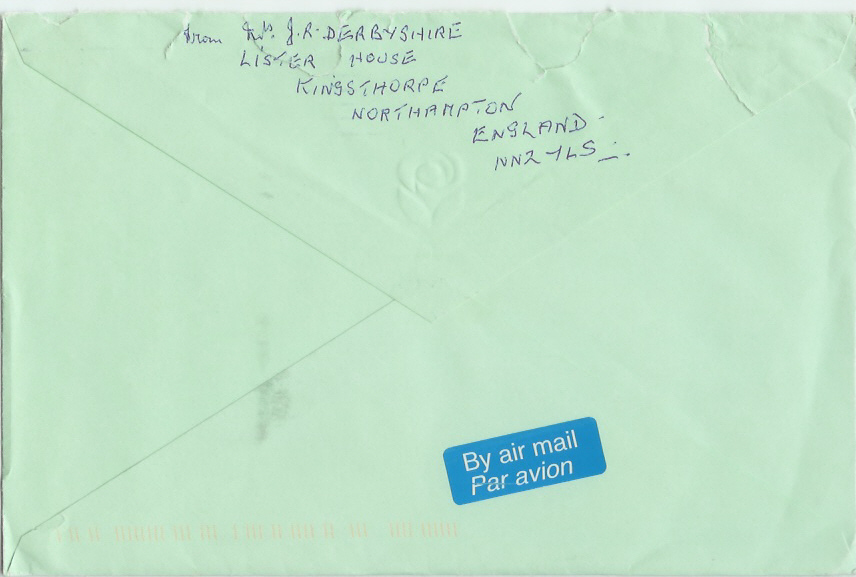 from Mrs. J.R. DERBYSHIRE
LISTER HOUSE
KINGSTHORPE
NORTHAMPTON
ENGLAND
NN2 7LS
By air mail
Par avion